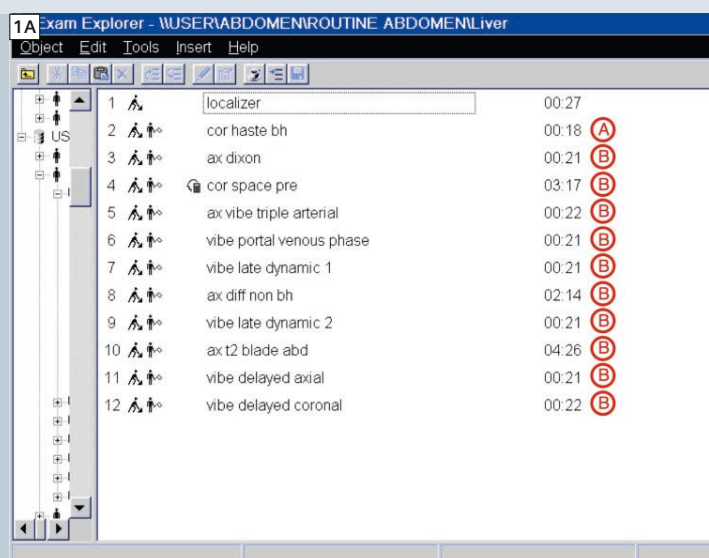 1A Exam Explorer - \\USER\ABDOMEN\ROUTINE ABDOMEN\Liver
Object Edit Tools Insert Help
US
1 localizer 00:27
2 cor haste bh 00:18 A
3 ax dixon 00:21 B
4 cor space pre 03:17 B
5 ax vibe triple arterial 00:22 B
6 vibe portal venous phase 00:21 B
7 vibe late dynamic 1 00:21 B
8 ax diff non bh 02:14 B
9 vibe late dynamic 2 00:21 B
10 ax t2 blade abd 04:26 B
11 vibe delayed axial 00:21 B
12 vibe delayed coronal 00:22 B